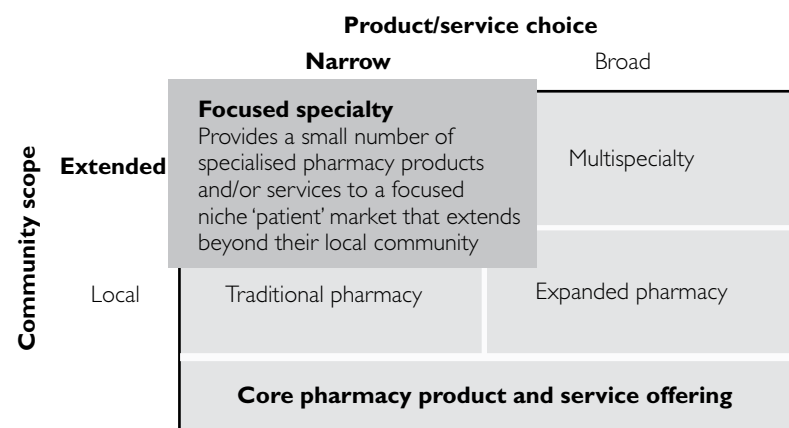 Product/service choice
Narrow
Broad
Community scope
Extended
Focused specialty
Provides a small number of
specialised pharmacy products
and/or services to a focused
niche ‘patient’ market that extends
beyond their local community
Multispecialty
Local
Traditional pharmacy
Expanded pharmacy
Core pharmacy product and service offering